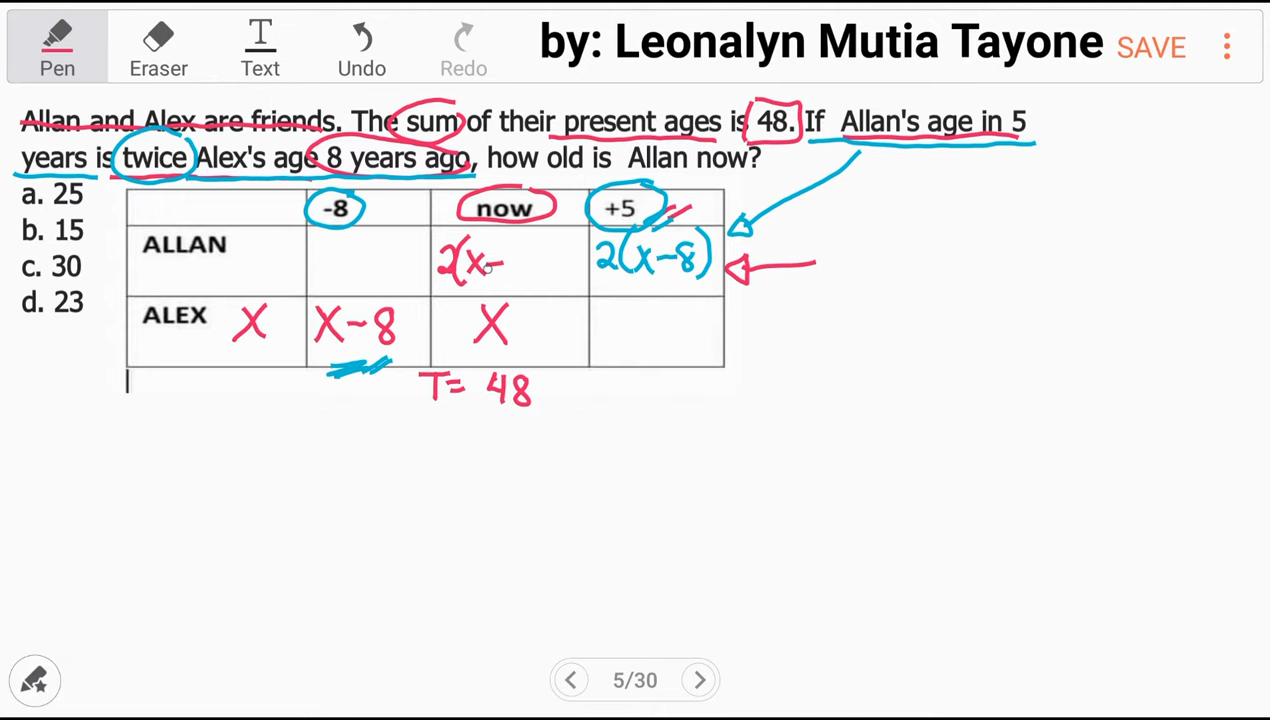 by: Leonalyn Mutia Tayone
SAVE
Pen
Eraser
Text
Undo
Redo
Allan and Alex are friends. The sum of their present ages is 48. If Allan's age in 5
years is twice Alex's age 8 years ago, how old is Allan now?
a. 25
b. 15
c. 30
d. 23
-8 now +5
ALLAN 2(x- 2(x-8)
ALEX X X-8 X
T= 48
5/30